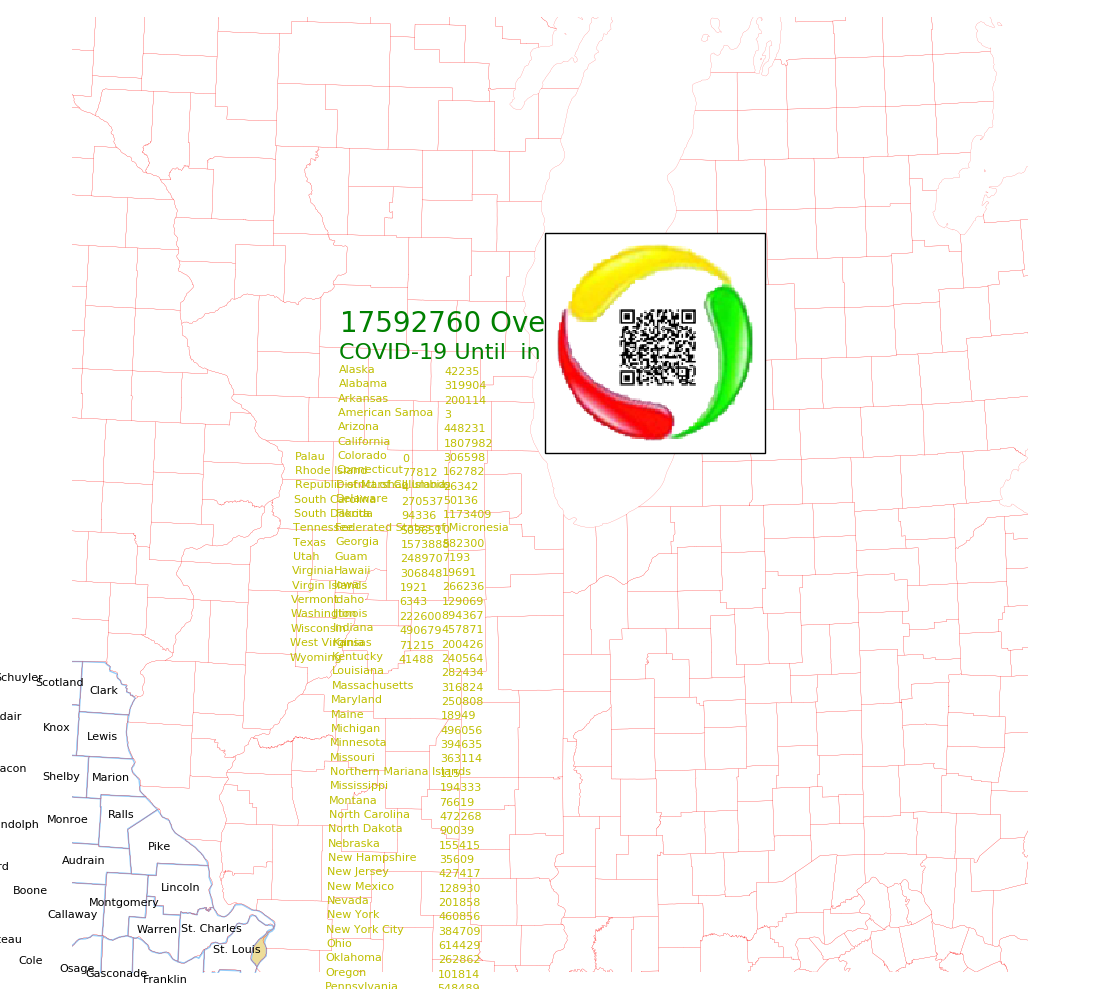 17592760 Ove
COVID-19 Until in
Alaska 42235
Alabama 319904
Arkansas 200114
American Samoa 3
Arizona 448231
California 1807982
Colorado 306598
Connecticut 162782
District of Columbia 26342
Delaware 50136
Florida 1173409
Federated States of Micronesia
Georgia 882300
Guam 7193
Hawaii 19691
Iowa 266236
Idaho 129069
Illinois 894367
Indiana 457871
Kansas 200426
Kentucky 240564
Louisiana 282434
Massachusetts 316824
Maryland 250808
Maine 18949
Michigan 496056
Minnesota 394635
Missouri 363114
Northern Mariana Islands 115
Mississippi 194333
Montana 76619
North Carolina 472268
North Dakota 90039
Nebraska 155415
New Hampshire 35609
New Jersey 427417
New Mexico 128930
Nevada 201858
New York 460856
New York City 384709
Ohio 614429
Oklahoma 262862
Oregon 101814
Pennsylvania 548489
Palau 0
Rhode Island 77812
Republic of Marshall Islands 4
South Carolina 270537
South Dakota 94336
Tennessee
Texas 1573888
Utah 248970
Virginia 306848
Virgin Islands 1921
Vermont 6343
Washington 222600
Wisconsin 490679
West Virginia 71215
Wyoming 41488
Schuyler
Scotland
Clark
dair
Knox
Lewis
acon
Shelby
Marion
ndolph
Monroe
Ralls
Pike
rd
Audrain
Boone
Lincoln
Montgomery
Callaway
Warren
St. Charles
teau
St. Louis
Cole
Osage
Gasconade
Franklin